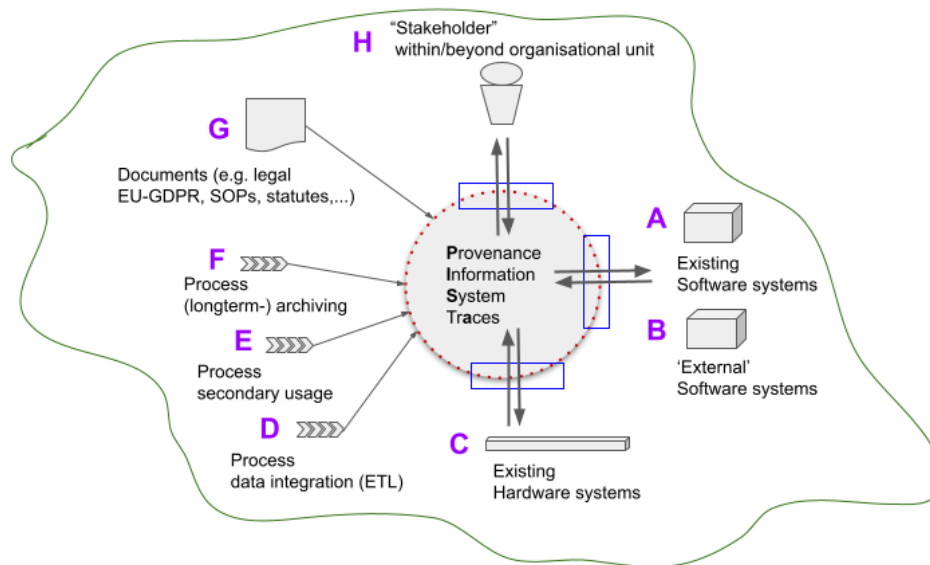 H
“Stakeholder”
within/beyond organisational unit
G
Documents (e.g. legal
EU-GDPR, SOPs, statutes,...)
A
Existing
Software systems
Provenance
Information
System
Traces
F
Process
(longterm-) archiving
B
‘External’
Software systems
E
Process
secondary usage
D
Process
data integration (ETL)
C
Existing
Hardware systems